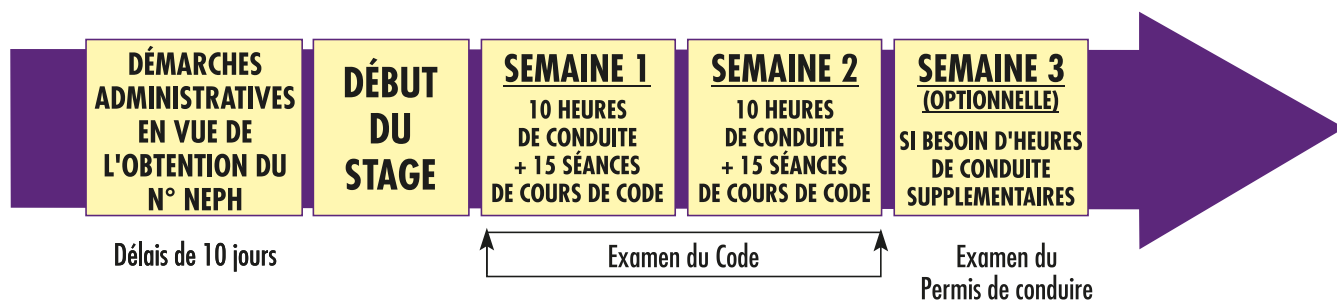 DÉMARCHES
ADMINISTRATIVES
EN VUE DE
L'OBTENTION DU
N° NEPH
DÉBUT
DU
STAGE
SEMAINE 1
10 HEURES
DE CONDUITE
+ 15 SÉANCES
DE COURS DE CODE
SEMAINE 2
10 HEURES
DE CONDUITE
+ 15 SÉANCES
DE COURS DE CODE
SEMAINE 3
(OPTIONNELLE)
SI BESOIN D'HEURES
DE CONDUITE
SUPPLEMENTAIRES
Délais de 10 jours
Examen du Code
Examen du
Permis de conduire